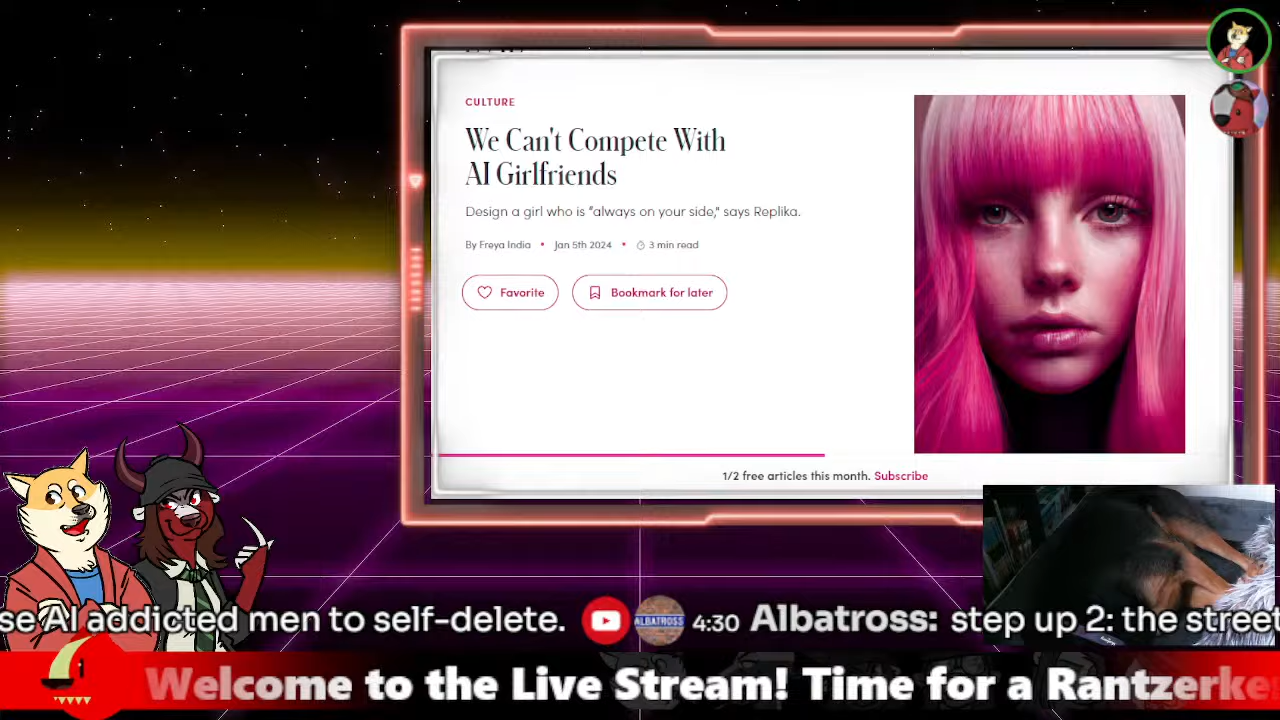 CULTURE
We Can't Compete With
AI Girlfriends
Design a girl who is "always on your side," says Replika.
By Freya India • Jan 5th 2024 • 3 min read
Favorite
Bookmark for later
1/2 free articles this month. Subscribe
se AI addicted men to self-delete. ALBATROSS 4:30 Albatross: step up 2: the street
Welcome to the Live Stream! Time for a Rantzerke